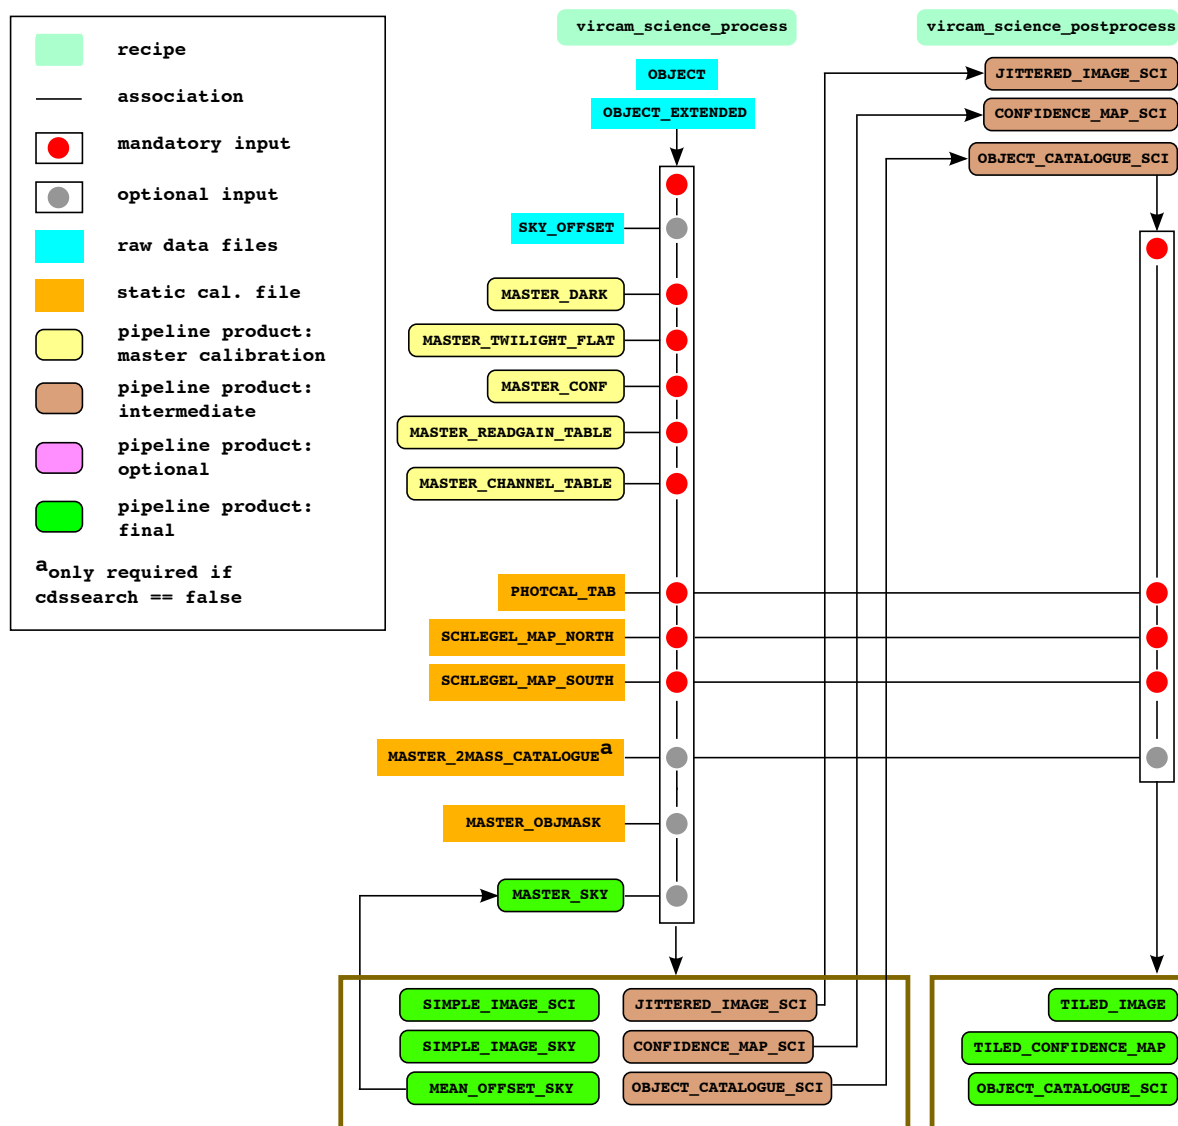 recipe
association
mandatory input
optional input
raw data files
static cal. file
pipeline product:
master calibration
pipeline product:
intermediate
pipeline product:
optional
pipeline product:
final
a only required if
cdssearch == false
vircam_science_process
OBJECT
OBJECT_EXTENDED
SKY_OFFSET
MASTER_DARK
MASTER_TWILIGHT_FLAT
MASTER_CONF
MASTER_READGAIN_TABLE
MASTER_CHANNEL_TABLE
PHOTCAL_TAB
SCHLEGEL_MAP_NORTH
SCHLEGEL_MAP_SOUTH
MASTER_2MASS_CATALOGUE a
MASTER_OBJMASK
MASTER_SKY
SIMPLE_IMAGE_SCI
SIMPLE_IMAGE_SKY
MEAN_OFFSET_SKY
JITTERED_IMAGE_SCI
CONFIDENCE_MAP_SCI
OBJECT_CATALOGUE_SCI
vircam_science_postprocess
JITTERED_IMAGE_SCI
CONFIDENCE_MAP_SCI
OBJECT_CATALOGUE_SCI
TILED_IMAGE
TILED_CONFIDENCE_MAP
OBJECT_CATALOGUE_SCI